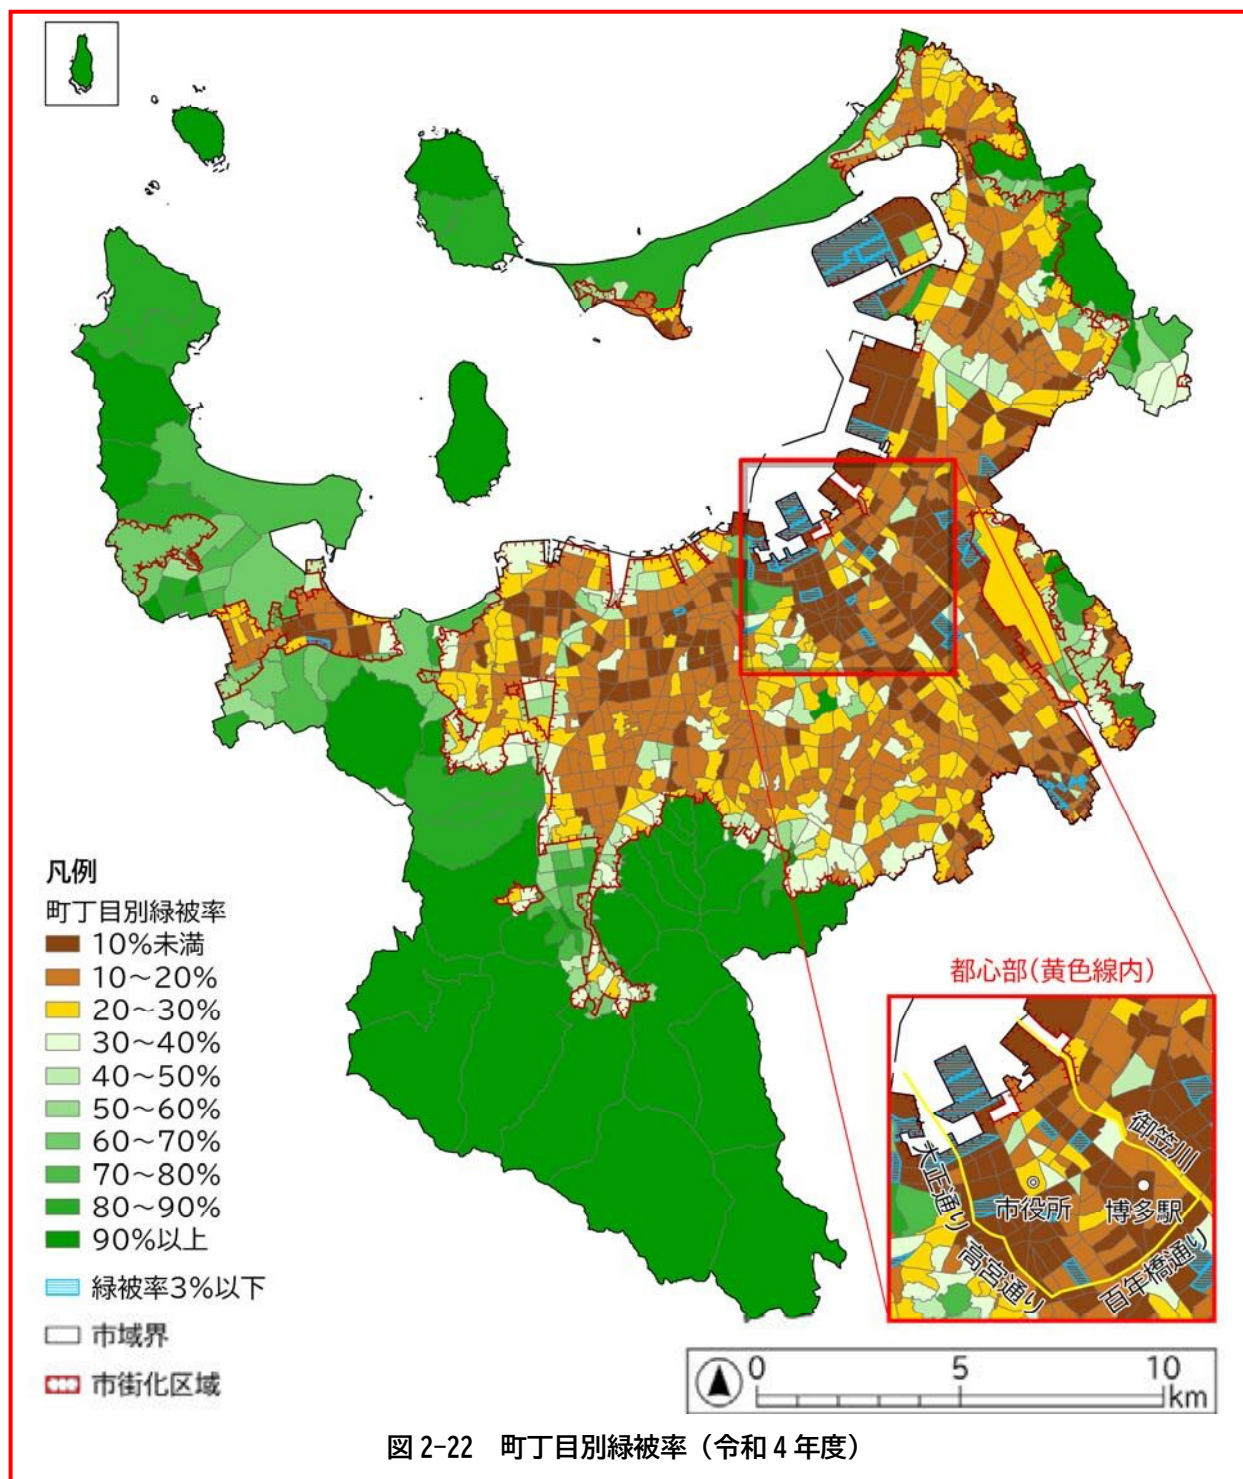 凡例
町丁目別緑被率
10%未満
10～20%
20～30%
30～40%
40～50%
50～60%
60～70%
70～80%
80～90%
90%以上
緑被率3%以下
市域界
市街化区域
都心部(黄色線内)
御笠川
大正通り
市役所
博多駅
高宮通り
百年橋通り
0 5 10
km
図 2-22 町丁目別緑被率（令和 4 年度）